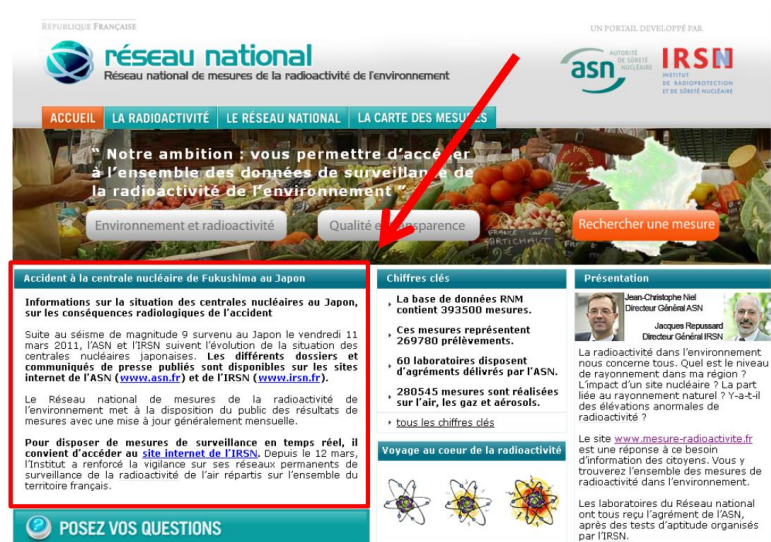 RÉPUBLIQUE FRANÇAISE
UN PORTAIL DEVELOPPÉ PAR
réseau national
Réseau national de mesures de la radioactivité de l'environnement
asn
AUTORITÉ
DE SÛRETÉ
NUCLÉAIRE
IRSN
INSTITUT
DE RADIOPROTECTION
ET DE SÛRETÉ NUCLÉAIRE
ACCUEIL
LA RADIOACTIVITÉ
LE RÉSEAU NATIONAL
LA CARTE DES MESURES
“ Notre ambition : vous permettre d'accéder
à l'ensemble des données de surveillance de
la radioactivité de l'environnement ”
Environnement et radioactivité
Qualité et transparence
Rechercher une mesure
Accident à la centrale nucléaire de Fukushima au Japon
Informations sur la situation des centrales nucléaires au Japon,
sur les conséquences radiologiques de l'accident
Suite au séisme de magnitude 9 survenu au Japon le vendredi 11
mars 2011, l'ASN et l'IRSN suivent l'évolution de la situation des
centrales nucléaires japonaises. Les différents dossiers et
communiqués de presse publiés sont disponibles sur les sites
internet de l'ASN (www.asn.fr) et de l'IRSN (www.irsn.fr).
Le Réseau national de mesures de la radioactivité de
l'environnement met à la disposition du public des résultats de
mesures avec une mise à jour généralement mensuelle.
Pour disposer de mesures de surveillance en temps réel, il
convient d'accéder au site internet de l'IRSN. Depuis le 12 mars,
l'Institut a renforcé la vigilance sur ses réseaux permanents de
surveillance de la radioactivité de l'air répartis sur l'ensemble du
territoire français.
POSEZ VOS QUESTIONS
Chiffres clés
La base de données RNM
contient 393500 mesures.
Ces mesures représentent
269780 prélèvements.
60 laboratoires disposent
d'agréments délivrés par l'ASN.
280545 mesures sont réalisées
sur l'air, les gaz et aérosols.
tous les chiffres clés
Voyage au coeur de la radioactivité
Présentation
Jean-Christophe Niel
Directeur Général ASN
Jacques Repussard
Directeur Général IRSN
La radioactivité dans l'environnement
nous concerne tous. Quel est le niveau
de rayonnement dans ma région ?
L'impact d'un site nucléaire ? La part
liée au rayonnement naturel ? Y-a-t-il
des élévations anormales de
radioactivité ?
Le site www.mesure-radioactivite.fr
est une réponse à ce besoin
d'information des citoyens. Vous y
trouverez l'ensemble des mesures de
radioactivité dans l'environnement.
Les laboratoires du Réseau national
ont tous reçu l'agrément de l'ASN,
après des tests d'aptitude organisés
par l'IRSN.